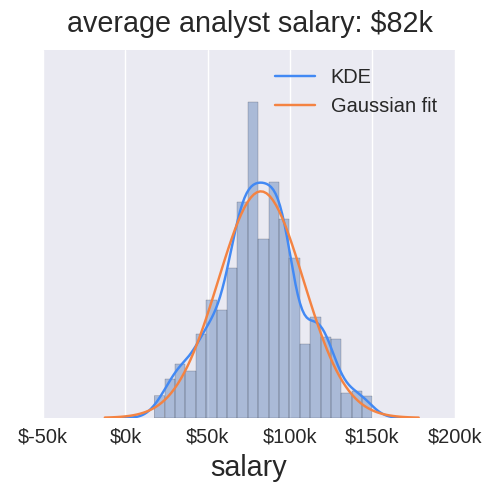 average analyst salary: $82k
KDE
Gaussian fit
$-50k $0k $50k $100k $150k $200k
salary